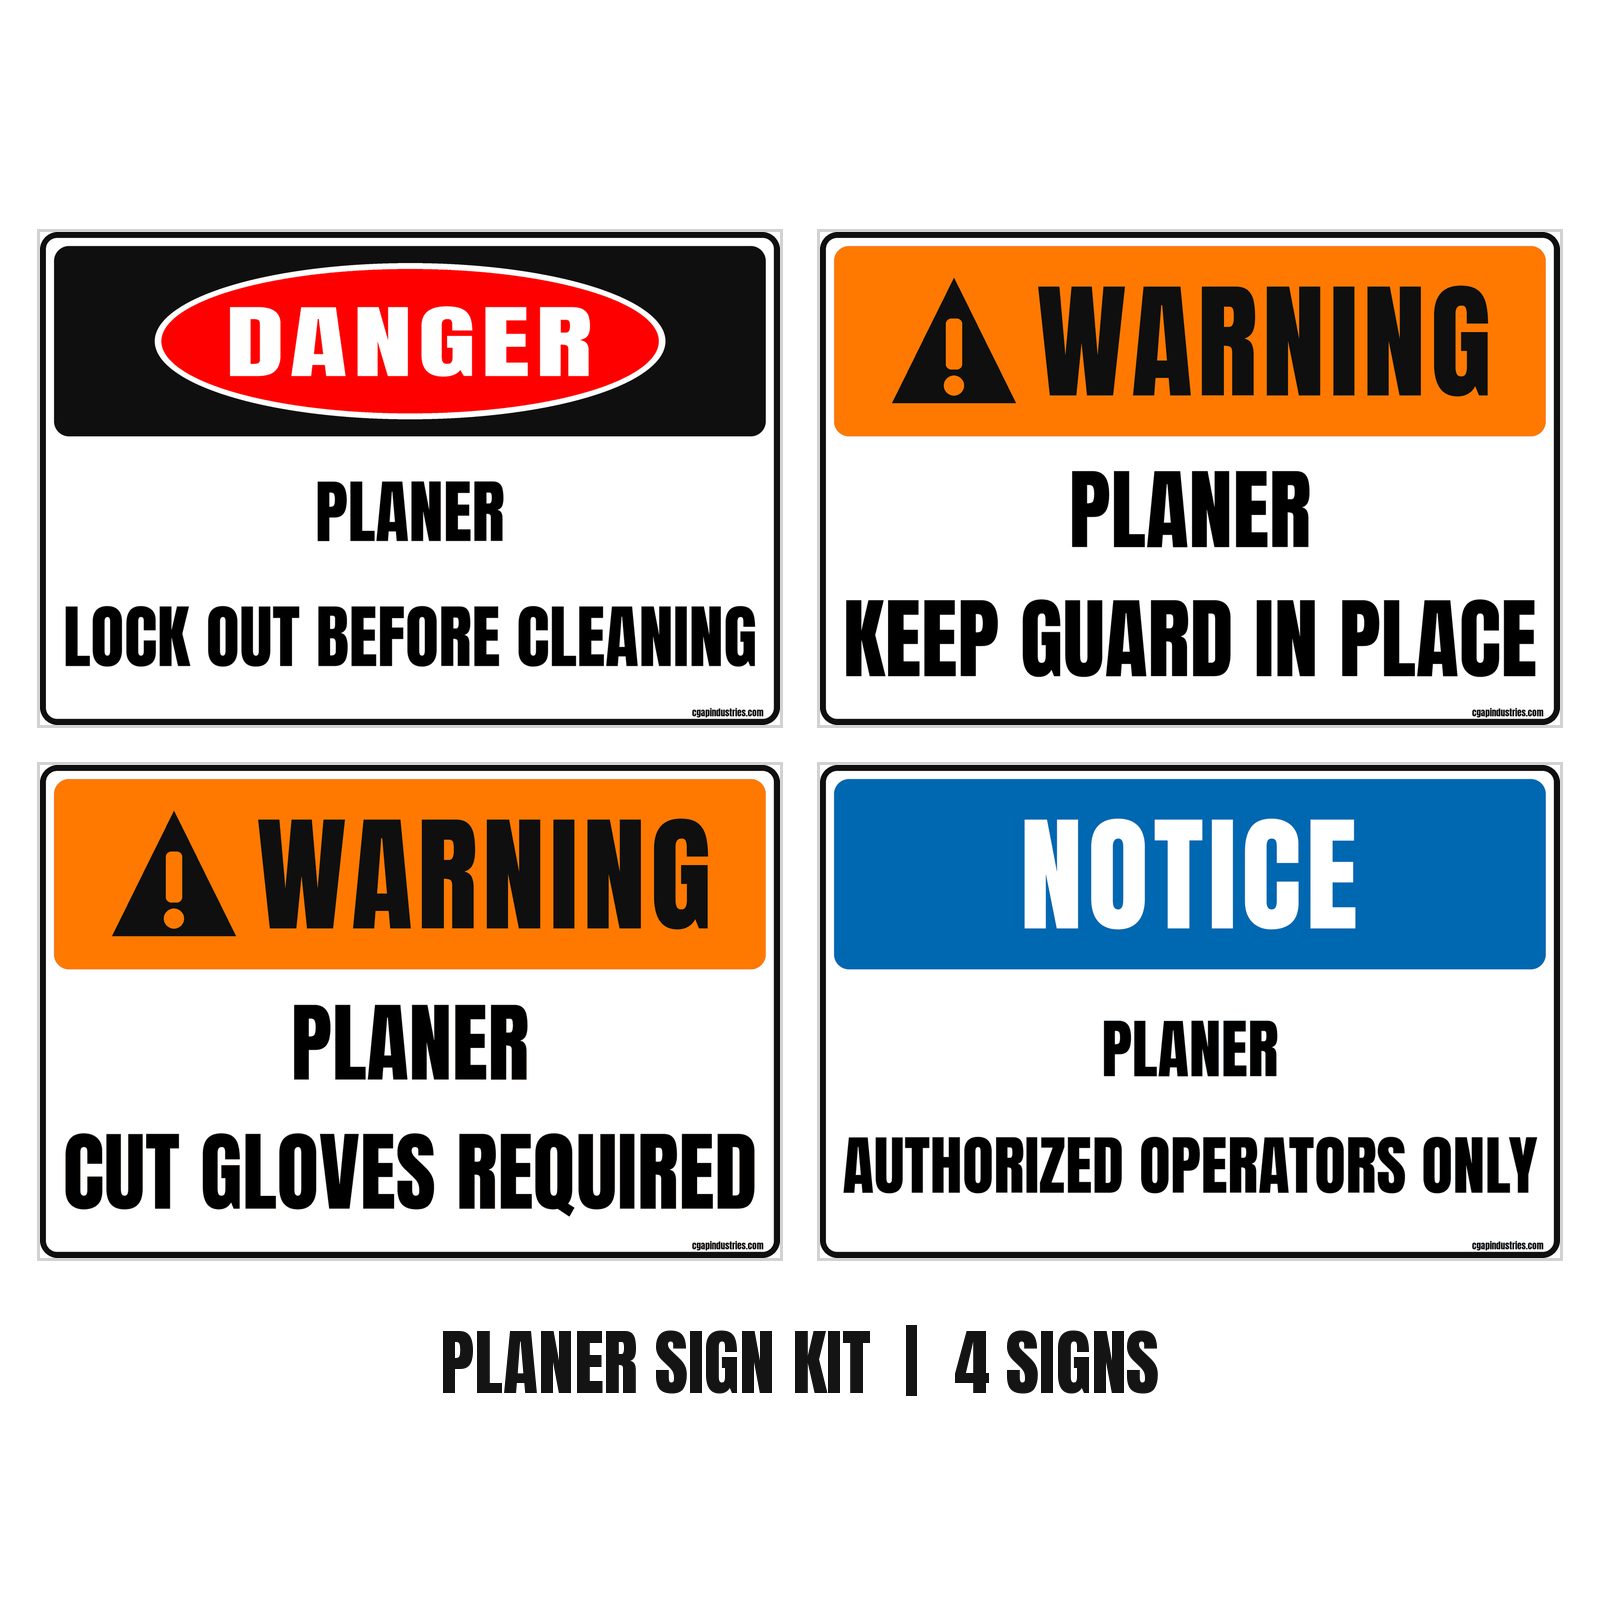 DANGER
PLANER
LOCK OUT BEFORE CLEANING
cgapindustries.com
WARNING
PLANER
KEEP GUARD IN PLACE
cgapindustries.com
WARNING
PLANER
CUT GLOVES REQUIRED
cgapindustries.com
NOTICE
PLANER
AUTHORIZED OPERATORS ONLY
cgapindustries.com
PLANER SIGN KIT | 4 SIGNS